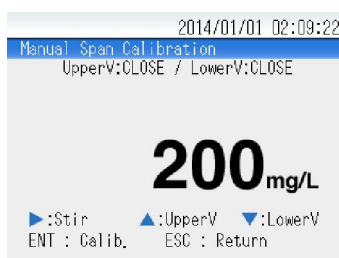 2014/01/01 02:09:22
Manual Span Calibration
UpperV:CLOSE / LowerV:CLOSE
200mg/L
▶:Stir ▲:UpperV ▼:LowerV
ENT : Calib. ESC : Return